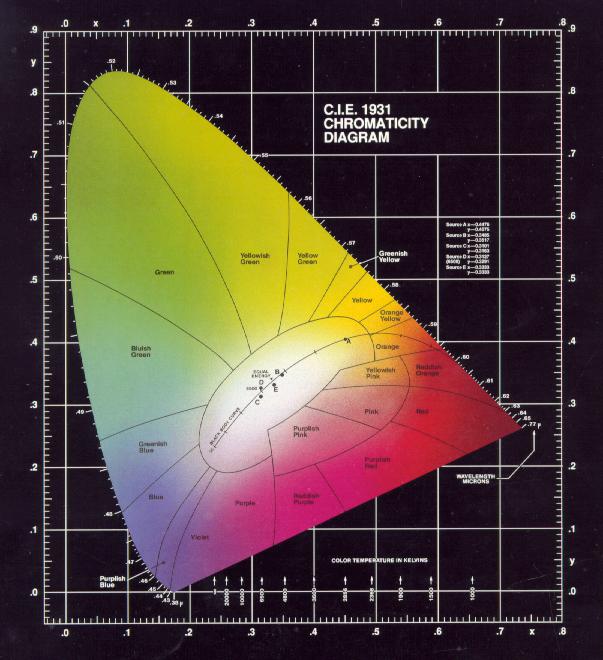 .0 x .1 .2 .3 .4 .5 .6 .7 .8
.9 .9
y
.8 .8
.7 .7
.6 .6
.5 .5
.4 .4
.3 .3
.2 .2
.1 .1
y
.0 .0
.0 .1 .2 .3 .4 .5 .6 .7 x .8
C.I.E. 1931
CHROMATICITY
DIAGRAM
.52
.53
.54
.51
.55
.56
.57
.58
.59
.60
.61
.62
.63
.64
.65
.77 μ
.49
.48
.47
.46
.45
.44
.43
.38 μ
Greenish
Yellow
Source A x—0.4476
y—0.4075
Source B x—0.3485
y—0.3517
Source C x—0.3101
y—0.3163
Source D x—0.3127
(6500) y—0.3291
Source E x—0.3333
y—0.3333
Green
Yellowish
Green
Yellow
Green
Yellow
Orange
Yellow
Orange
Bluish
Green
Yellowish
Pink
Reddish
Orange
Pink
Red
Purplish
Pink
Purplish
Red
Greenish
Blue
Blue
Purple
Reddish
Purple
Violet
Purplish
Blue
EQUAL
ENERGY
A
B
D
E
C
6500
BLACK BODY CURVE
WAVELENGTH
MICRONS
COLOR TEMPERATURE IN KELVINS
20000
10000
1900
1500
1000